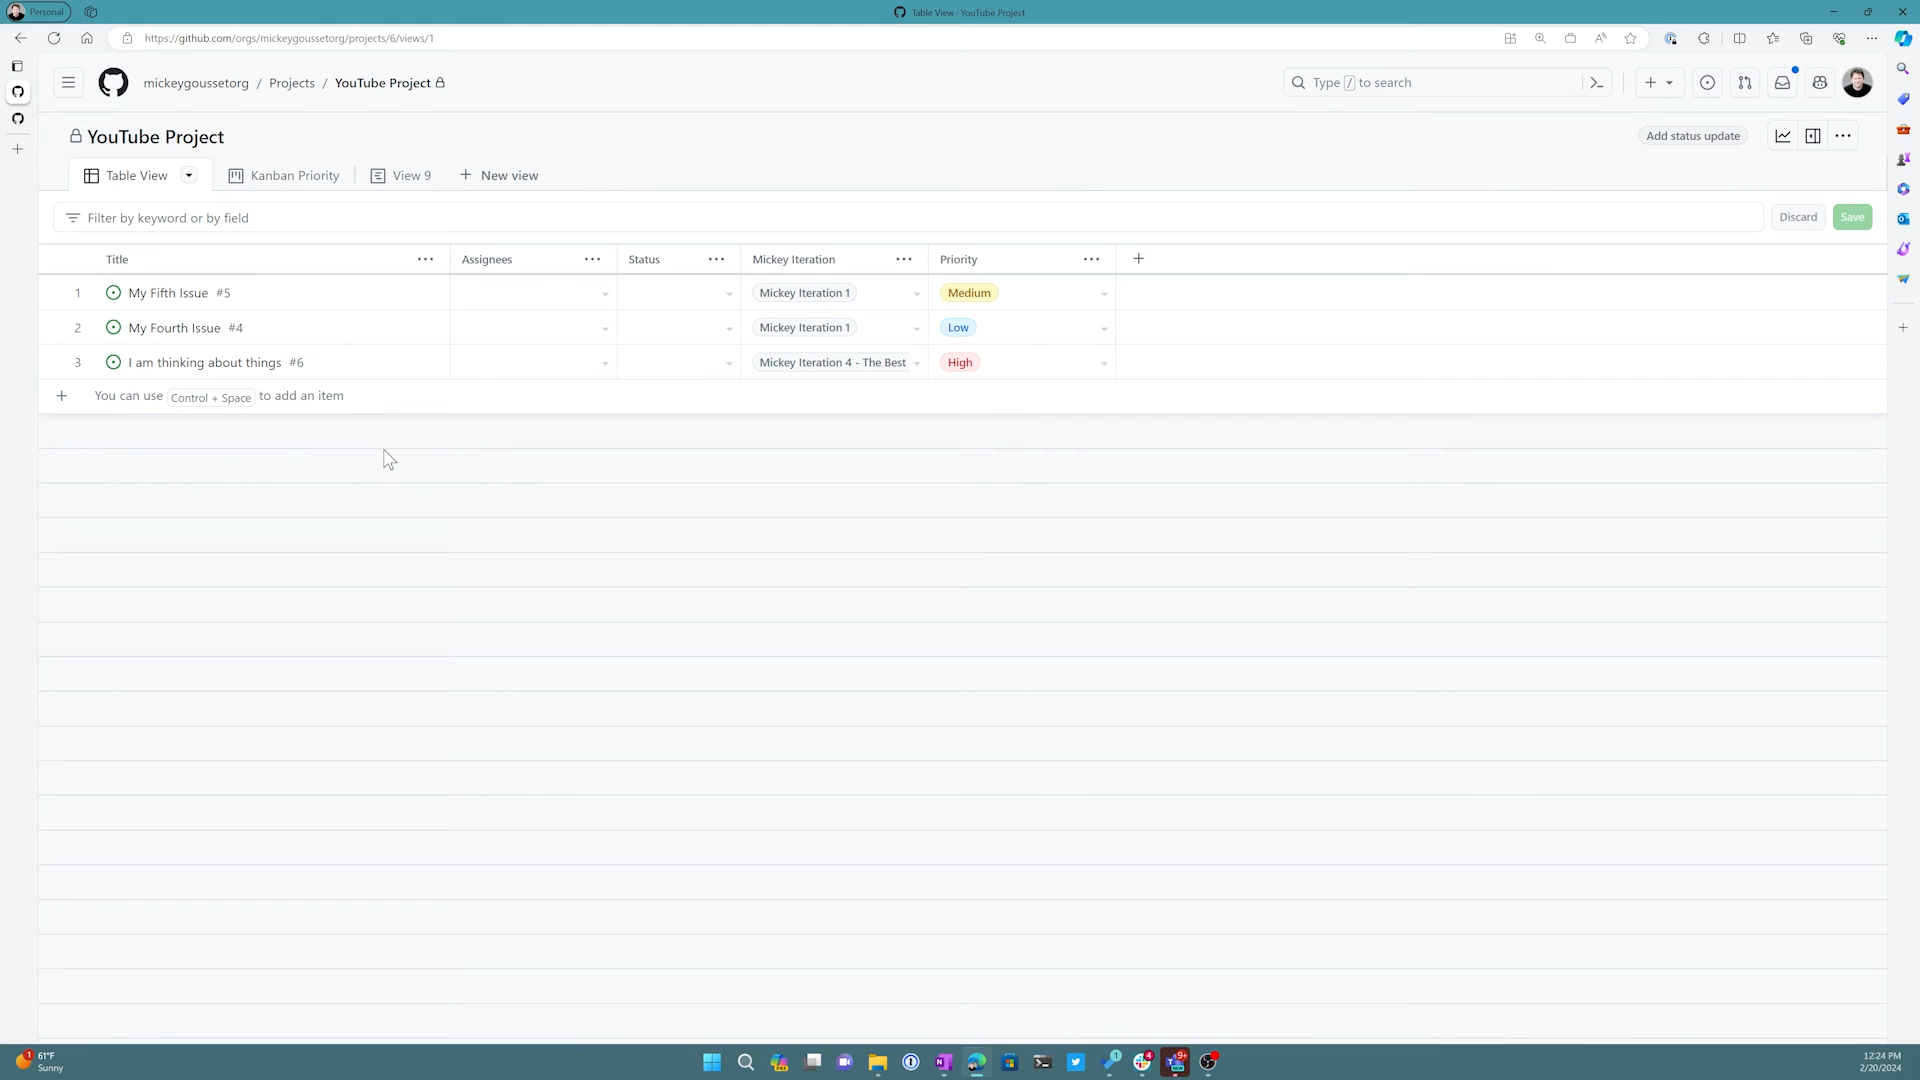 Personal
Table View - YouTube Project
https://github.com/orgs/mickeygoussetorg/projects/6/views/1
mickeygoussetorg / Projects / YouTube Project
Type / to search
YouTube Project
Add status update
Table View
Kanban Priority
View 9
New view
Filter by keyword or by field
Discard
Save
Title Assignees Status Mickey Iteration Priority
1 My Fifth Issue #5 Mickey Iteration 1 Medium
2 My Fourth Issue #4 Mickey Iteration 1 Low
3 I am thinking about things #6 Mickey Iteration 4 - The Best High
You can use Control + Space to add an item
61°F
Sunny
12:24 PM
2/20/2024